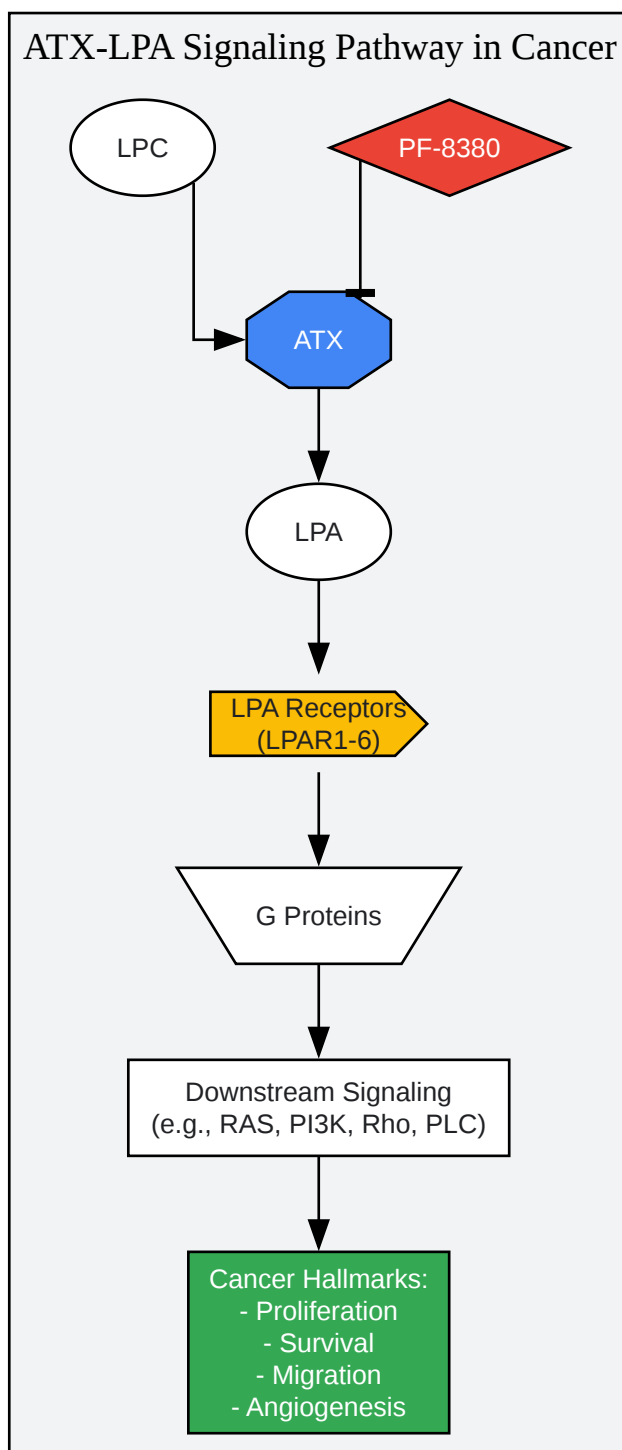 ATX-LPA Signaling Pathway in Cancer
LPC
PF-8380
ATX
LPA
LPA Receptors
(LPAR1-6)
G Proteins
Downstream Signaling
(e.g., RAS, PI3K, Rho, PLC)
Cancer Hallmarks:
- Proliferation
- Survival
- Migration
- Angiogenesis